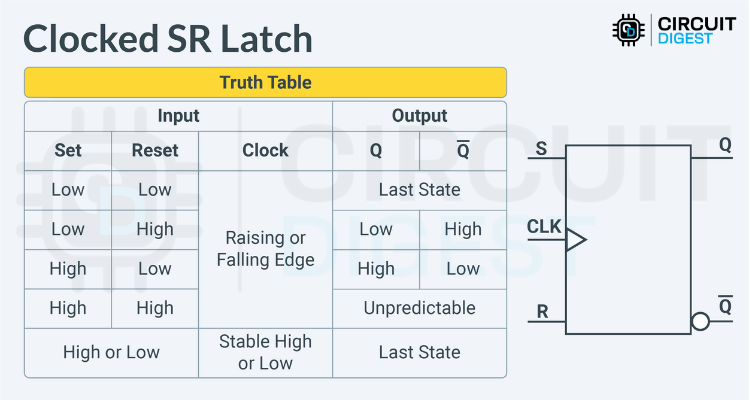 Clocked SR Latch
CIRCUIT
DIGEST
Truth Table
Input Output
Set Reset Clock Q Q̅
Low Low Last State
Low High Raising or Falling Edge Low High
High Low High Low
High High Unpredictable
High or Low Stable High or Low Last State
S
CLK
R
Q
Q̅
CIRCUIT
DIGEST